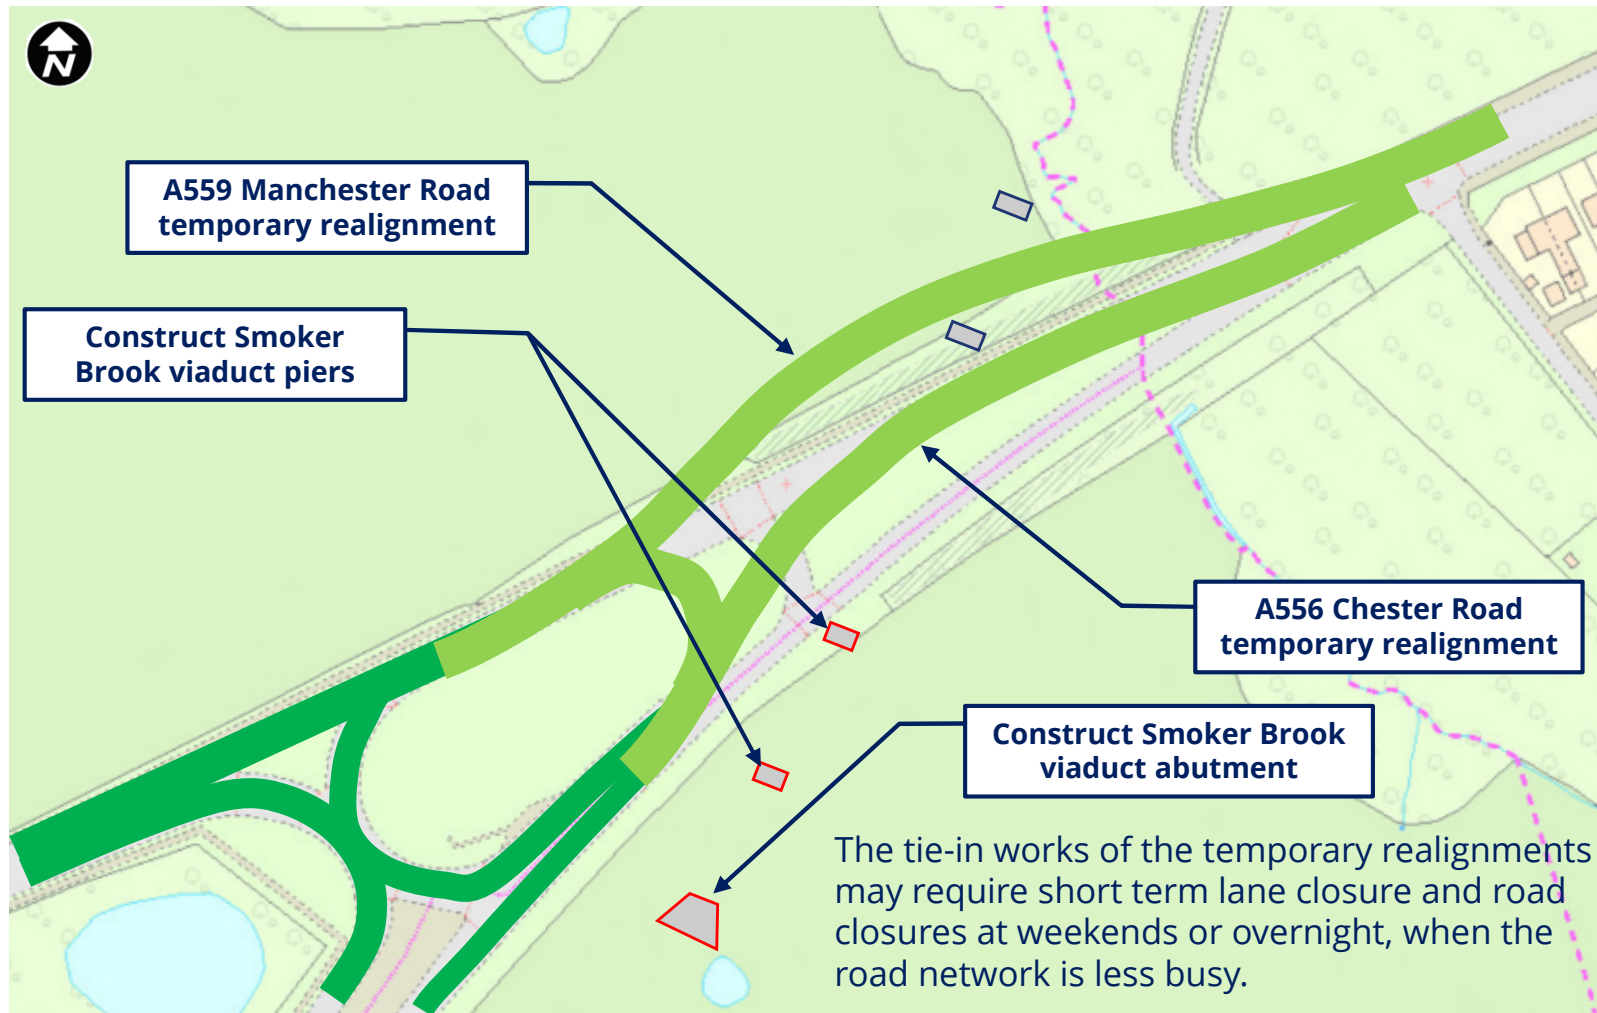 N
A559 Manchester Road
temporary realignment
Construct Smoker
Brook viaduct piers
A556 Chester Road
temporary realignment
Construct Smoker Brook
viaduct abutment
The tie-in works of the temporary realignments
may require short term lane closure and road
closures at weekends or overnight, when the
road network is less busy.